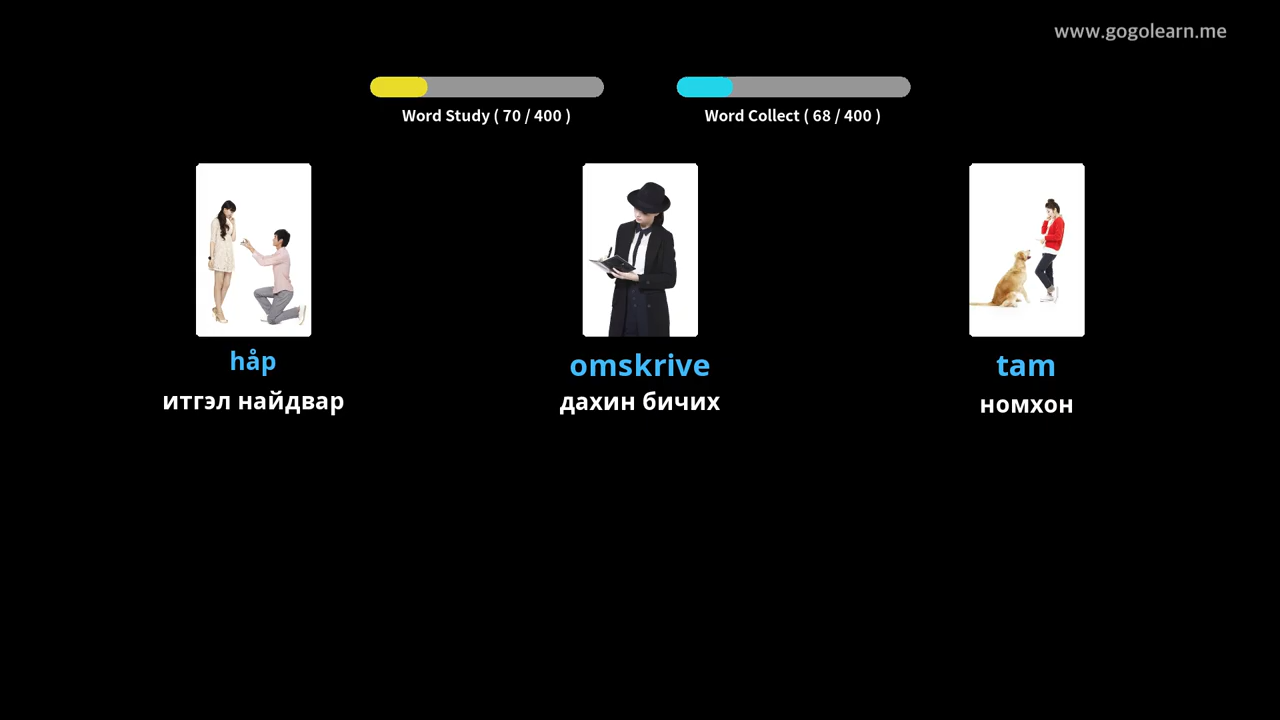 www.gogolearn.me
Word Study ( 70 / 400 )
Word Collect ( 68 / 400 )
håp
omskrive
tam
итгэл найдвар
дахин бичих
номхон